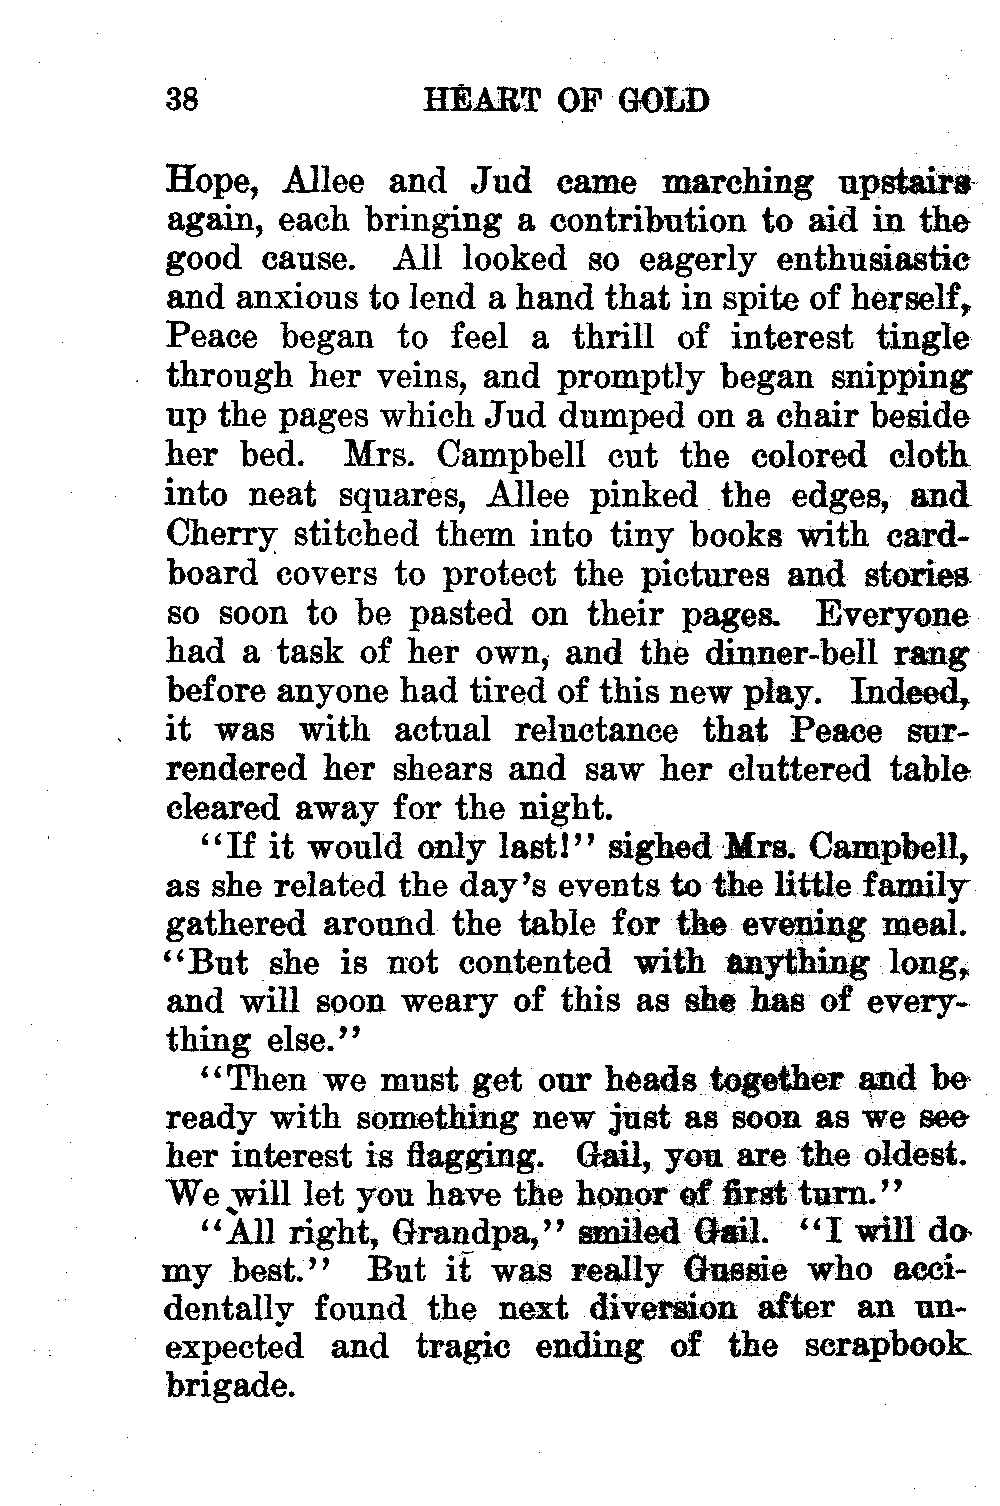 38 HEART OF GOLD
Hope, Allee and Jud came marching upstairs
again, each bringing a contribution to aid in the
good cause. All looked so eagerly enthusiastic
and anxious to lend a hand that in spite of herself,
Peace began to feel a thrill of interest tingle
through her veins, and promptly began snipping
up the pages which Jud dumped on a chair beside
her bed. Mrs. Campbell cut the colored cloth
into neat squares, Allee pinked the edges, and
Cherry stitched them into tiny books with card-
board covers to protect the pictures and stories
so soon to be pasted on their pages. Everyone
had a task of her own, and the dinner-bell rang
before anyone had tired of this new play. Indeed,
it was with actual reluctance that Peace sur-
rendered her shears and saw her cluttered table
cleared away for the night.
"If it would only last!" sighed Mrs. Campbell,
as she related the day's events to the little family
gathered around the table for the evening meal.
"But she is not contented with anything long,
and will soon weary of this as she has of every-
thing else."
"Then we must get our heads together and be
ready with something new just as soon as we see
her interest is flagging. Gail, you are the oldest.
We will let you have the honor of first turn."
"All right, Grandpa," smiled Gail. "I will do
my best." But it was really Gussie who acci-
dentally found the next diversion after an un-
expected and tragic ending of the scrapbook
brigade.